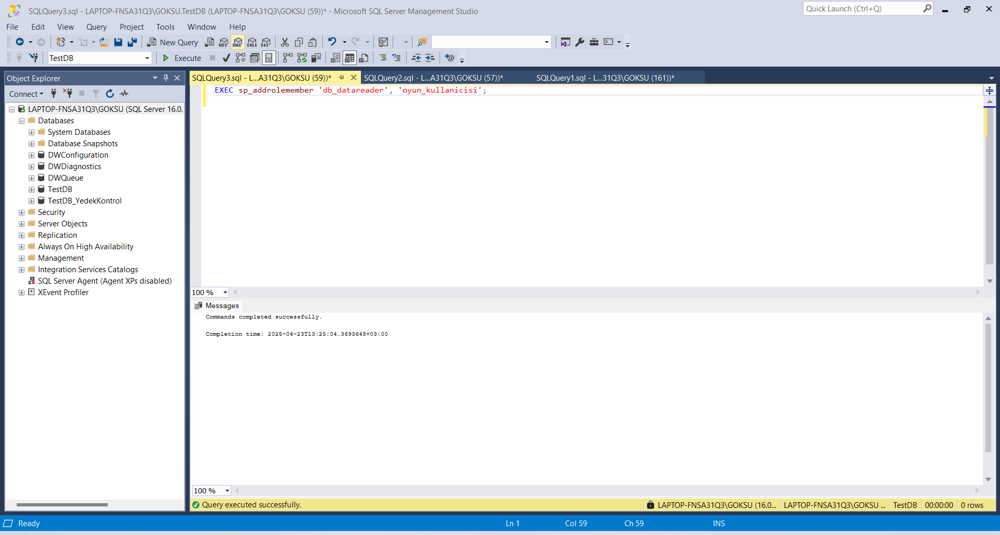 SQLQuery3.sql - LAPTOP-FNSA31Q3\GOKSU.TestDB (LAPTOP-FNSA31Q3\GOKSU (59))* - Microsoft SQL Server Management Studio
Quick Launch (Ctrl+Q)
File Edit View Query Project Tools Window Help
New Query MDX DMX XMLA DAX
TestDB Execute
Object Explorer
SQLQuery3.sql - L...A31Q3\GOKSU (59))* SQLQuery2.sql - L...A31Q3\GOKSU (57))* SQLQuery1.sql - L...31Q3\GOKSU (161))*
Connect
EXEC sp_addrolemember 'db_datareader', 'oyun_kullanicisi';
LAPTOP-FNSA31Q3\GOKSU (SQL Server 16.0.
Databases
System Databases
Database Snapshots
DWConfiguration
DWDiagnostics
DWQueue
TestDB
TestDB_YedekKontrol
Security
Server Objects
Replication
Always On High Availability
Management
Integration Services Catalogs
SQL Server Agent (Agent XPs disabled)
XEvent Profiler
100 %
Messages
Commands completed successfully.
Completion time: 2025-04-23T13:25:04.3693648+03:00
100 %
Query executed successfully. LAPTOP-FNSA31Q3\GOKSU (16.0... LAPTOP-FNSA31Q3\GOKSU ... TestDB 00:00:00 0 rows
Ready Ln 1 Col 59 Ch 59 INS